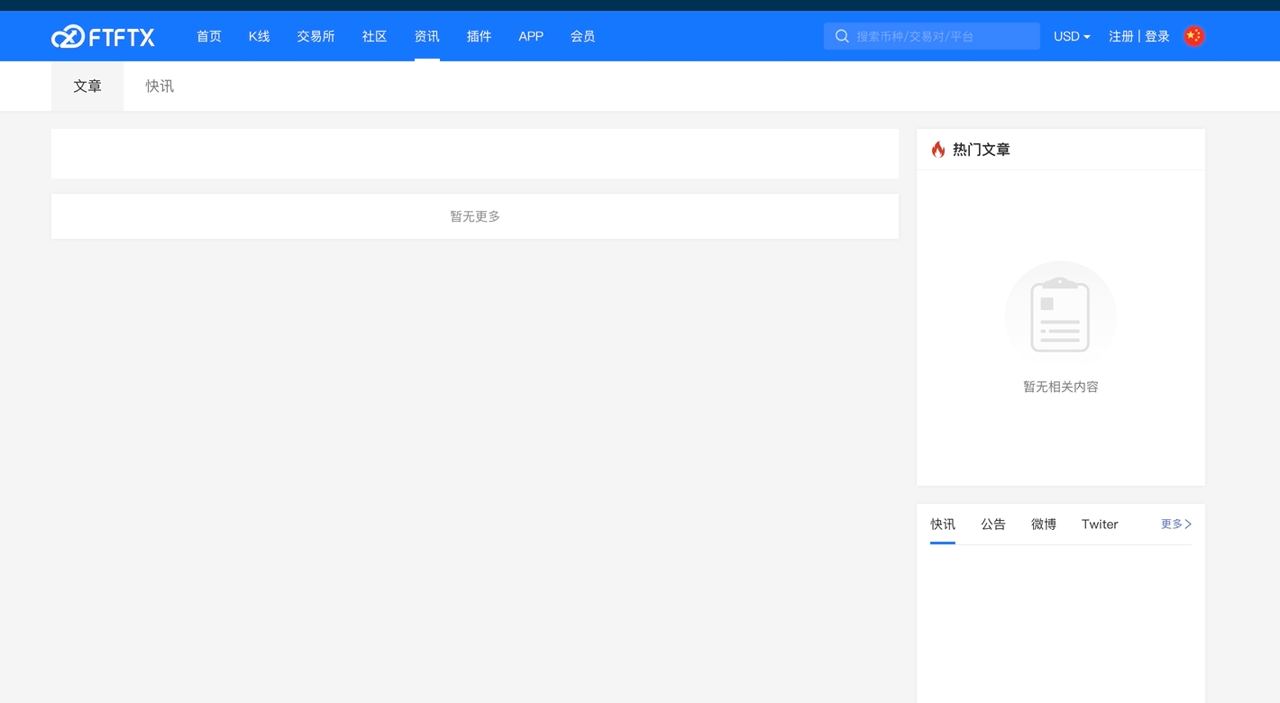 FTFTX 首页 K线 交易所 社区 资讯 插件 APP 会员 搜索币种/交易对/平台 USD 注册 | 登录
文章 快讯
热门文章
暂无更多
暂无相关内容
快讯 公告 微博 Twiter 更多